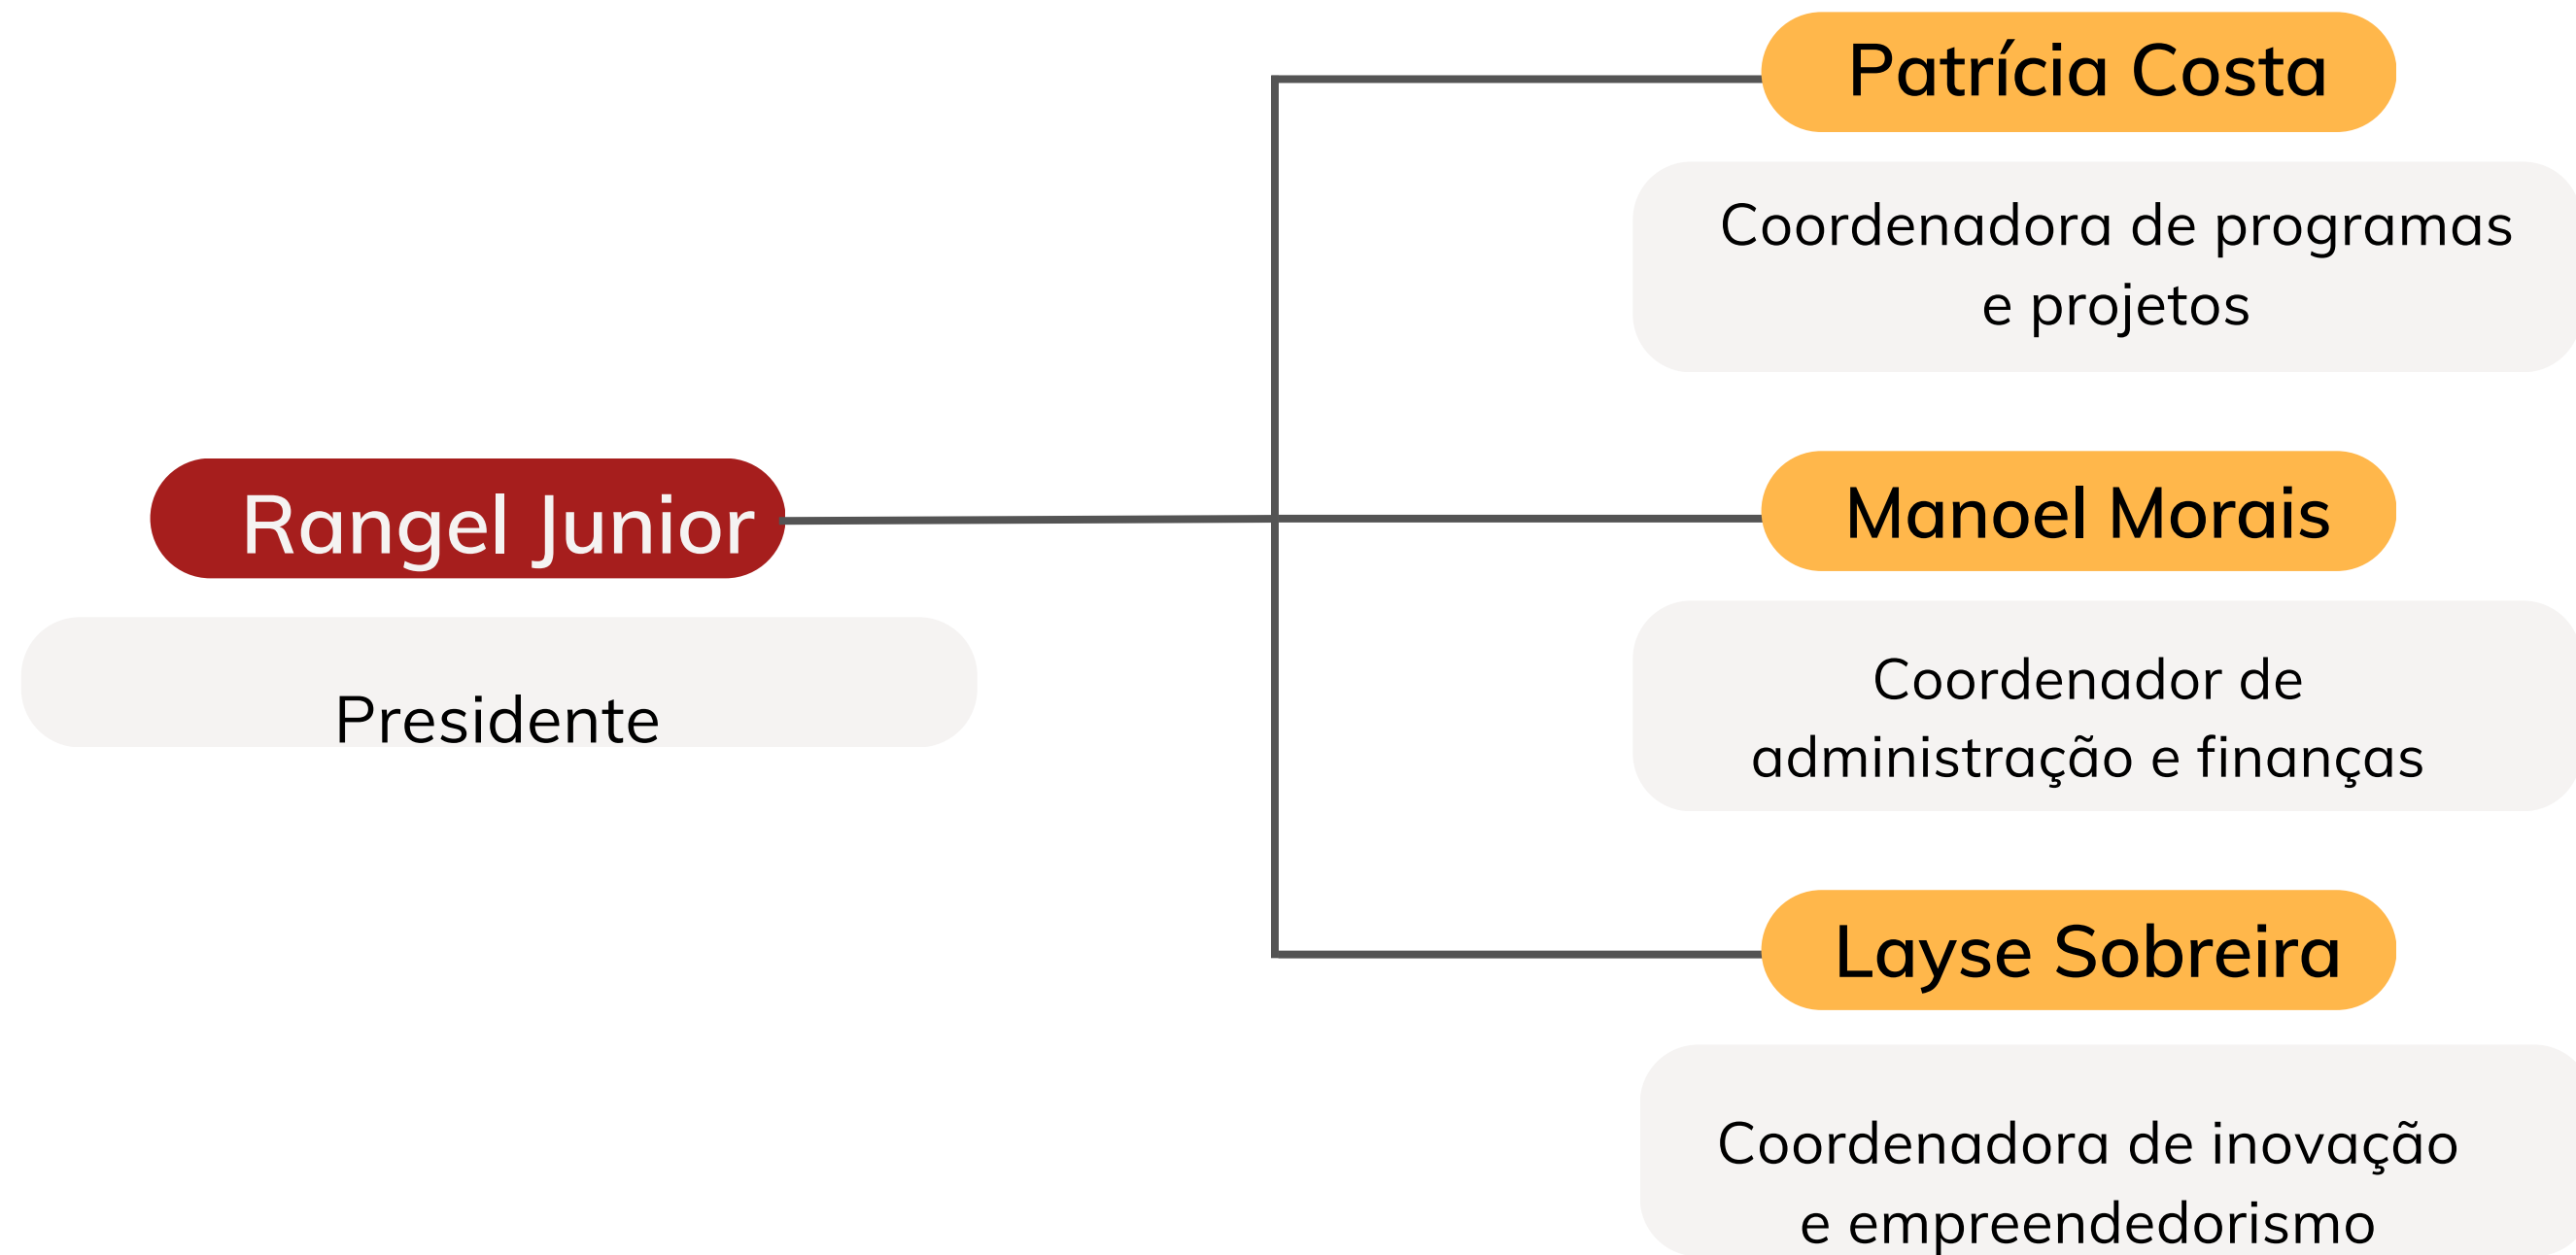 Rangel Junior
Presidente
Patrícia Costa
Coordenadora de programas
e projetos
Manoel Morais
Coordenador de
administração e finanças
Layse Sobreira
Coordenadora de inovação
e empreendedorismo